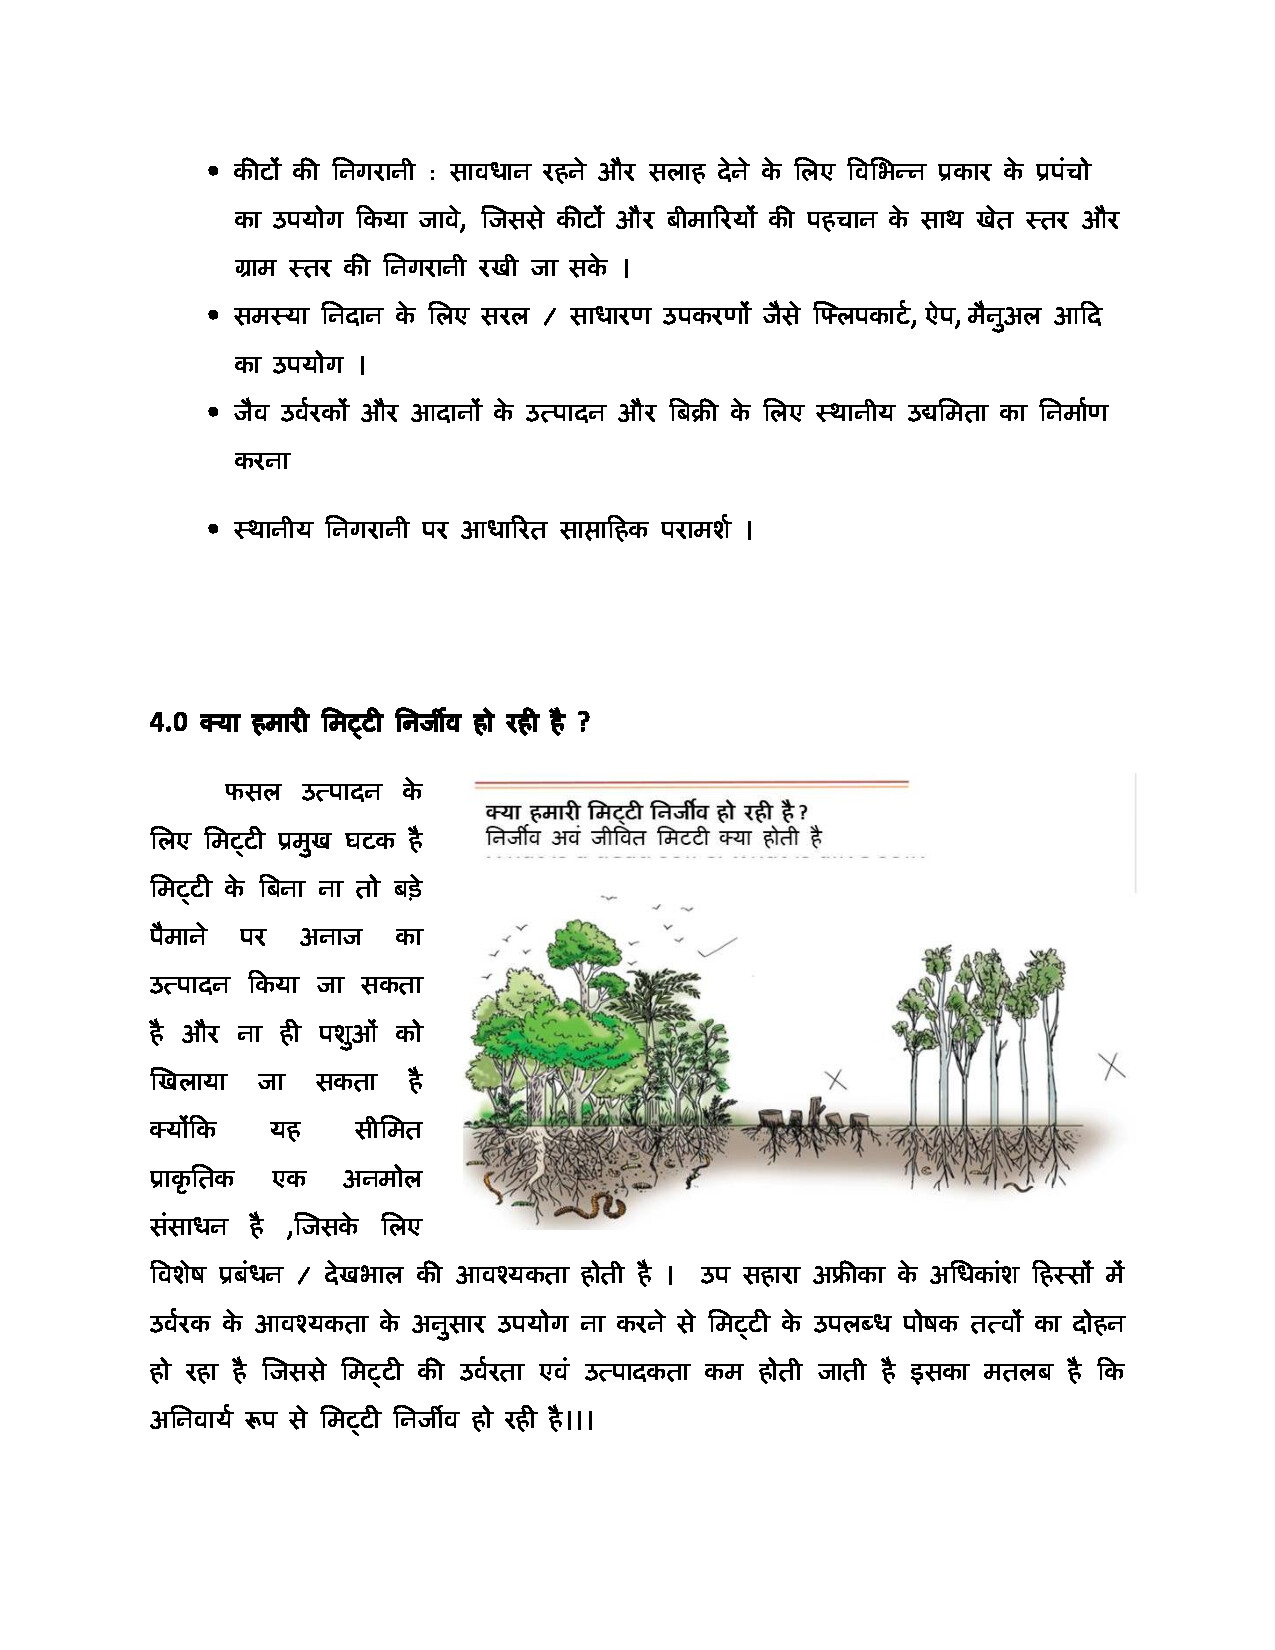 • कीटों की निगरानी : सावधान रहने और सलाह देने के लिए विभिन्न प्रकार के प्रपंचो
का उपयोग किया जावे, जिससे कीटों और बीमारियों की पहचान के साथ खेत स्तर और
ग्राम स्तर की निगरानी रखी जा सके ।
• समस्या निदान के लिए सरल / साधारण उपकरणों जैसे फ्लिपकार्ट, ऐप, मैनुअल आदि
का उपयोग ।
• जैव उर्वरकों और आदानों के उत्पादन और बिक्री के लिए स्थानीय उद्यमिता का निर्माण
करना
• स्थानीय निगरानी पर आधारित साप्ताहिक परामर्श ।
4.0 क्या हमारी मिट्टी निर्जीव हो रही है ?
फसल उत्पादन के
लिए मिट्टी प्रमुख घटक है
मिट्टी के बिना ना तो बड़े
पैमाने पर अनाज का
उत्पादन किया जा सकता
है और ना ही पशुओं को
खिलाया जा सकता है
क्योंकि यह सीमित
प्राकृतिक एक अनमोल
संसाधन है ,जिसके लिए
क्या हमारी मिट्टी निर्जीव हो रही है ?
निर्जीव अवं जीवित मिटटी क्या होती है
विशेष प्रबंधन / देखभाल की आवश्यकता होती है । उप सहारा अफ्रीका के अधिकांश हिस्सों में
उर्वरक के आवश्यकता के अनुसार उपयोग ना करने से मिट्टी के उपलब्ध पोषक तत्वों का दोहन
हो रहा है जिससे मिट्टी की उर्वरता एवं उत्पादकता कम होती जाती है इसका मतलब है कि
अनिवार्य रूप से मिट्टी निर्जीव हो रही है।।।